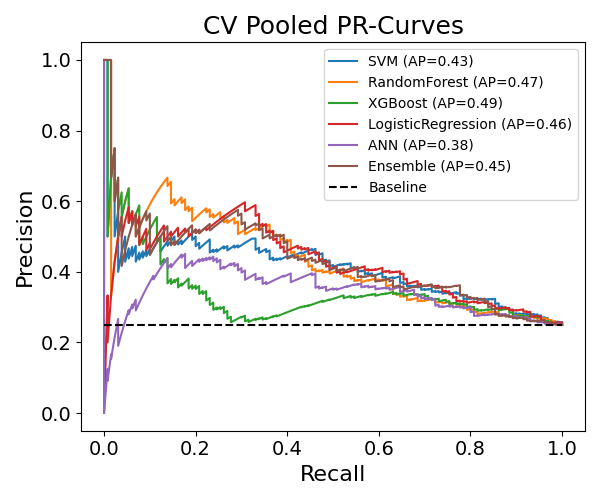 CV Pooled PR-Curves
SVM (AP=0.43)
RandomForest (AP=0.47)
XGBoost (AP=0.49)
LogisticRegression (AP=0.46)
ANN (AP=0.38)
Ensemble (AP=0.45)
Baseline
Precision
1.0
0.8
0.6
0.4
0.2
0.0
0.0 0.2 0.4 0.6 0.8 1.0
Recall